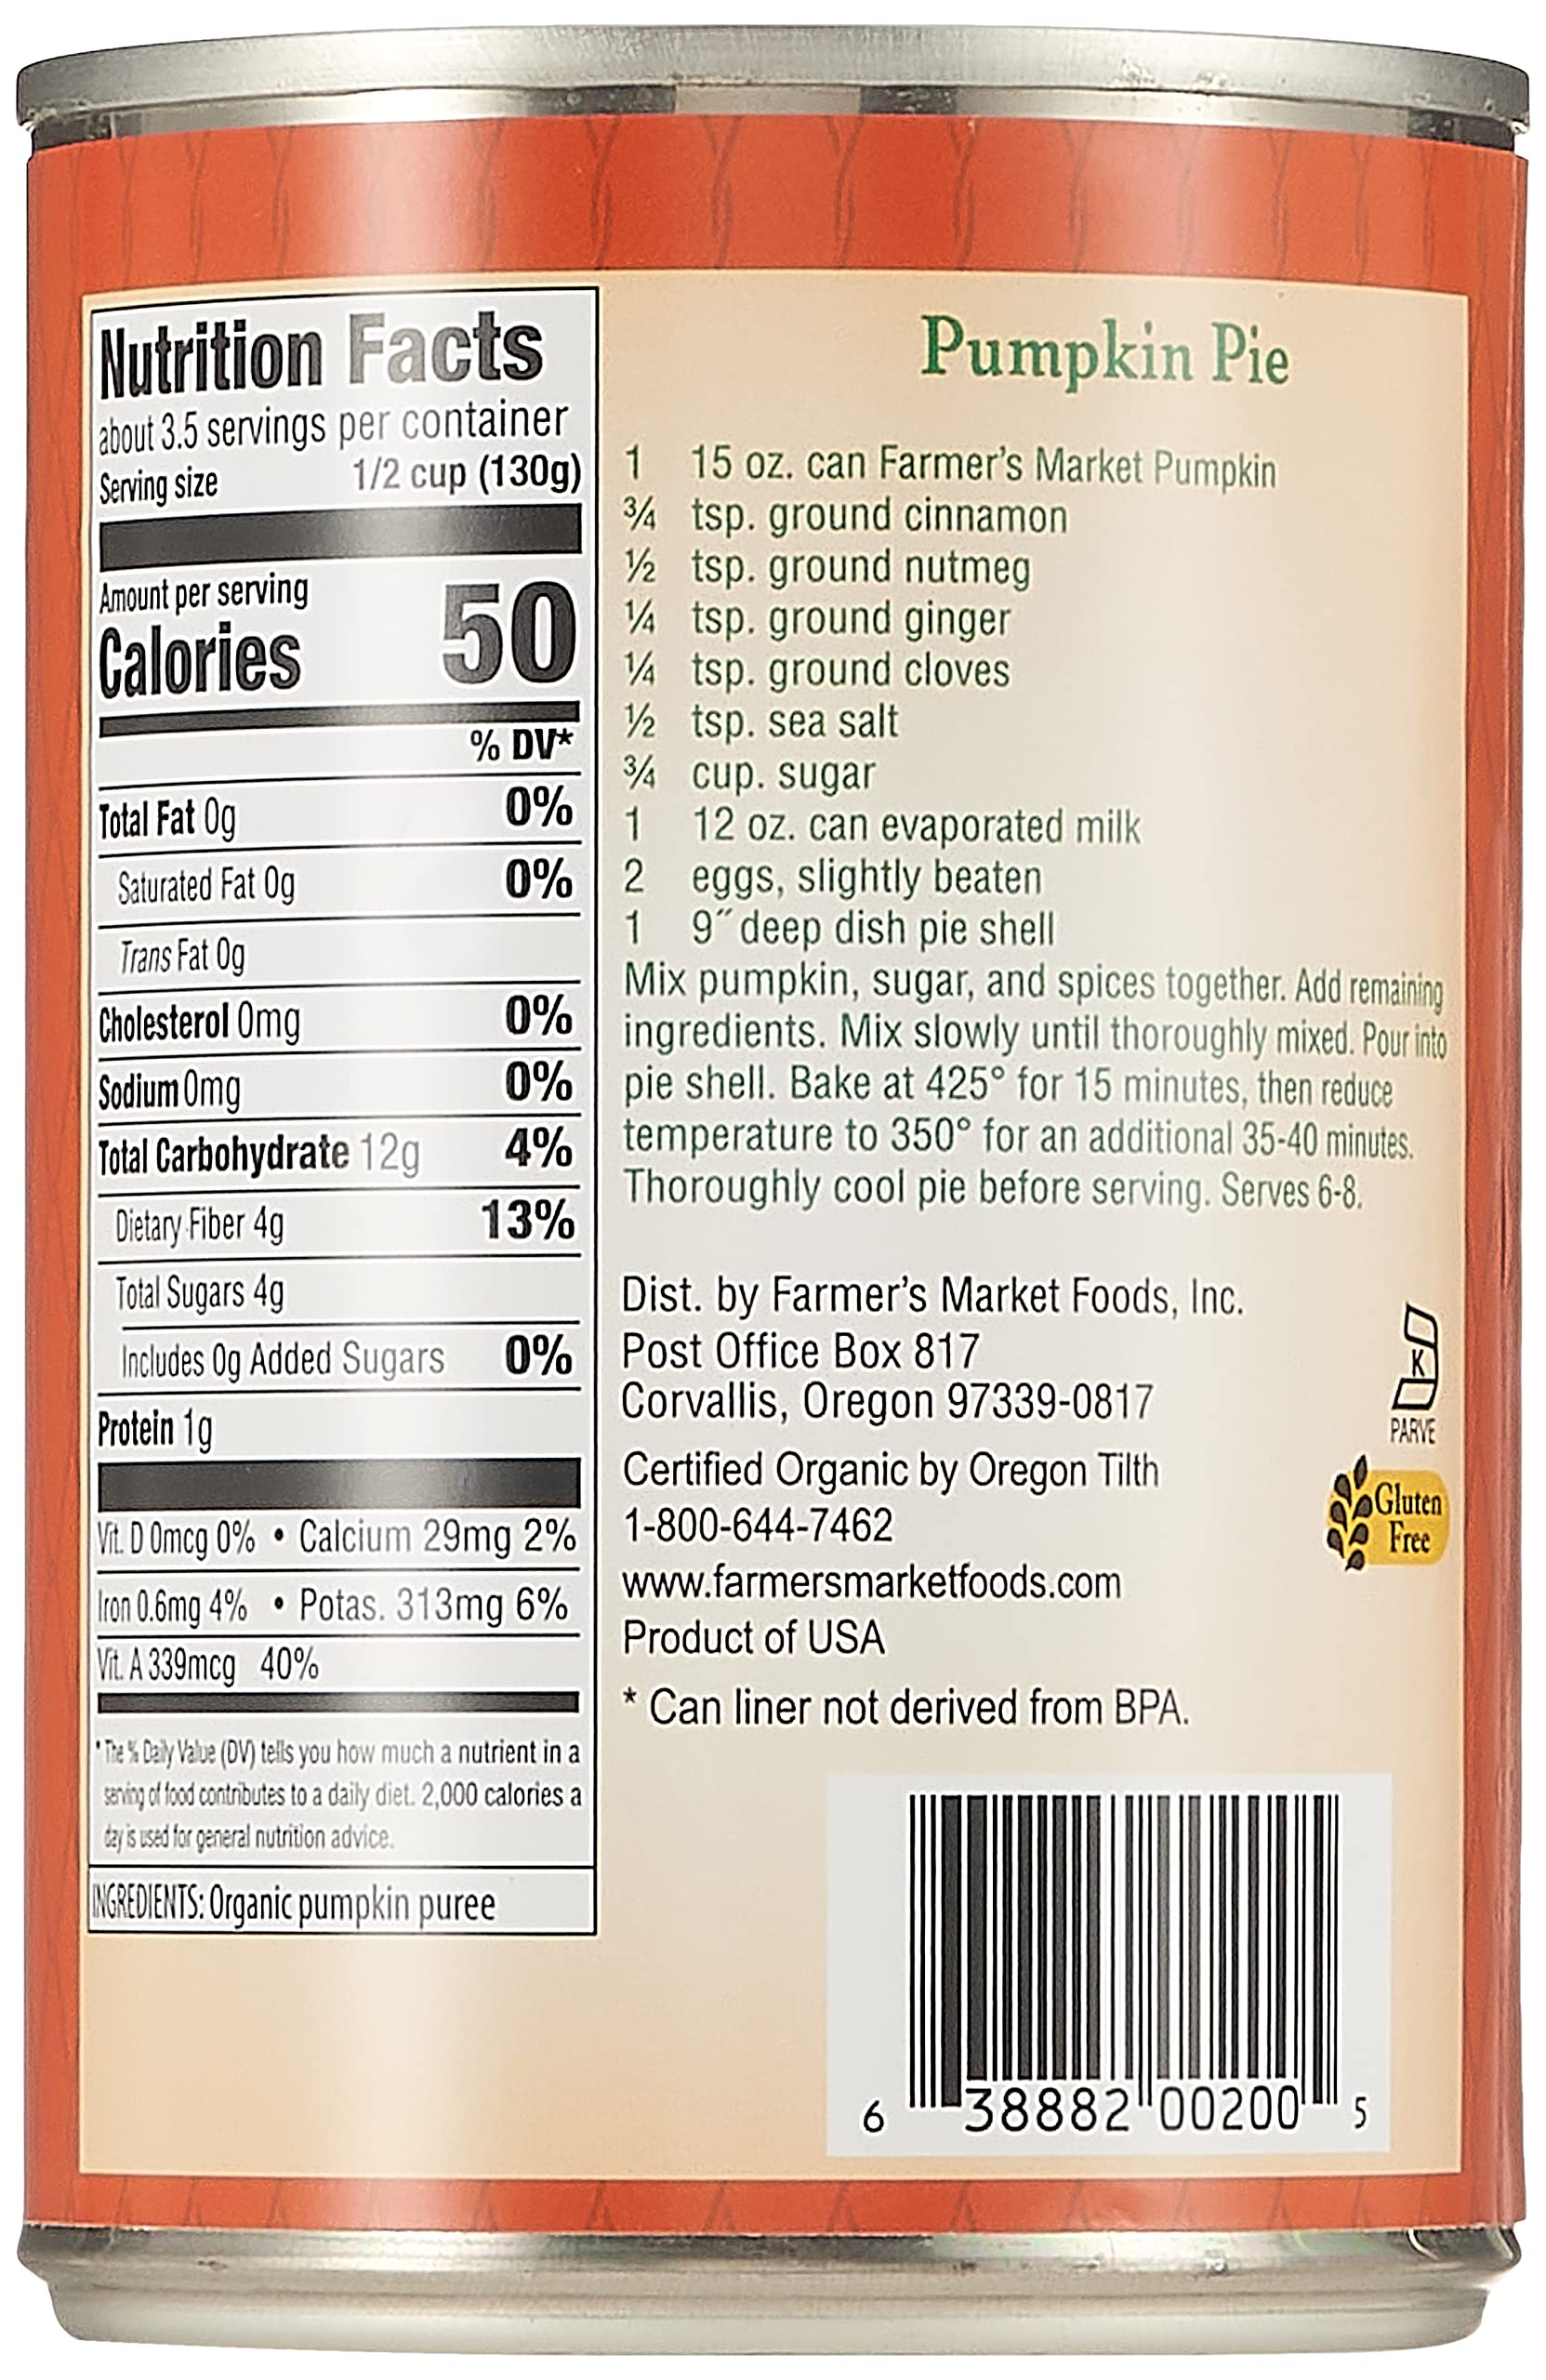 Nutrition Facts
about 3.5 servings per container
Serving size 1/2 cup (130g)
Amount per serving
Calories 50
% DV*
Total Fat 0g 0%
Saturated Fat 0g 0%
Trans Fat 0g
Cholesterol 0mg 0%
Sodium 0mg 0%
Total Carbohydrate 12g 4%
Dietary Fiber 4g 13%
Total Sugars 4g
Includes 0g Added Sugars 0%
Protein 1g
Vit. D 0mcg 0% • Calcium 29mg 2%
Iron 0.6mg 4% • Potas. 313mg 6%
Vit. A 339mcg 40%
* The % Daily Value (DV) tells you how much a nutrient in a
serving of food contributes to a daily diet. 2,000 calories a
day is used for general nutrition advice.
INGREDIENTS: Organic pumpkin puree
Pumpkin Pie
1 15 oz. can Farmer's Market Pumpkin
¾ tsp. ground cinnamon
½ tsp. ground nutmeg
¼ tsp. ground ginger
¼ tsp. ground cloves
½ tsp. sea salt
¾ cup. sugar
1 12 oz. can evaporated milk
2 eggs, slightly beaten
1 9˝ deep dish pie shell
Mix pumpkin, sugar, and spices together. Add remaining
ingredients. Mix slowly until thoroughly mixed. Pour into
pie shell. Bake at 425° for 15 minutes, then reduce
temperature to 350° for an additional 35-40 minutes.
Thoroughly cool pie before serving. Serves 6-8.
Dist. by Farmer's Market Foods, Inc.
Post Office Box 817
Corvallis, Oregon 97339-0817
Certified Organic by Oregon Tilth
1-800-644-7462
www.farmersmarketfoods.com
Product of USA
* Can liner not derived from BPA.
K
PARVE
Gluten
Free
6 38882 00200 5